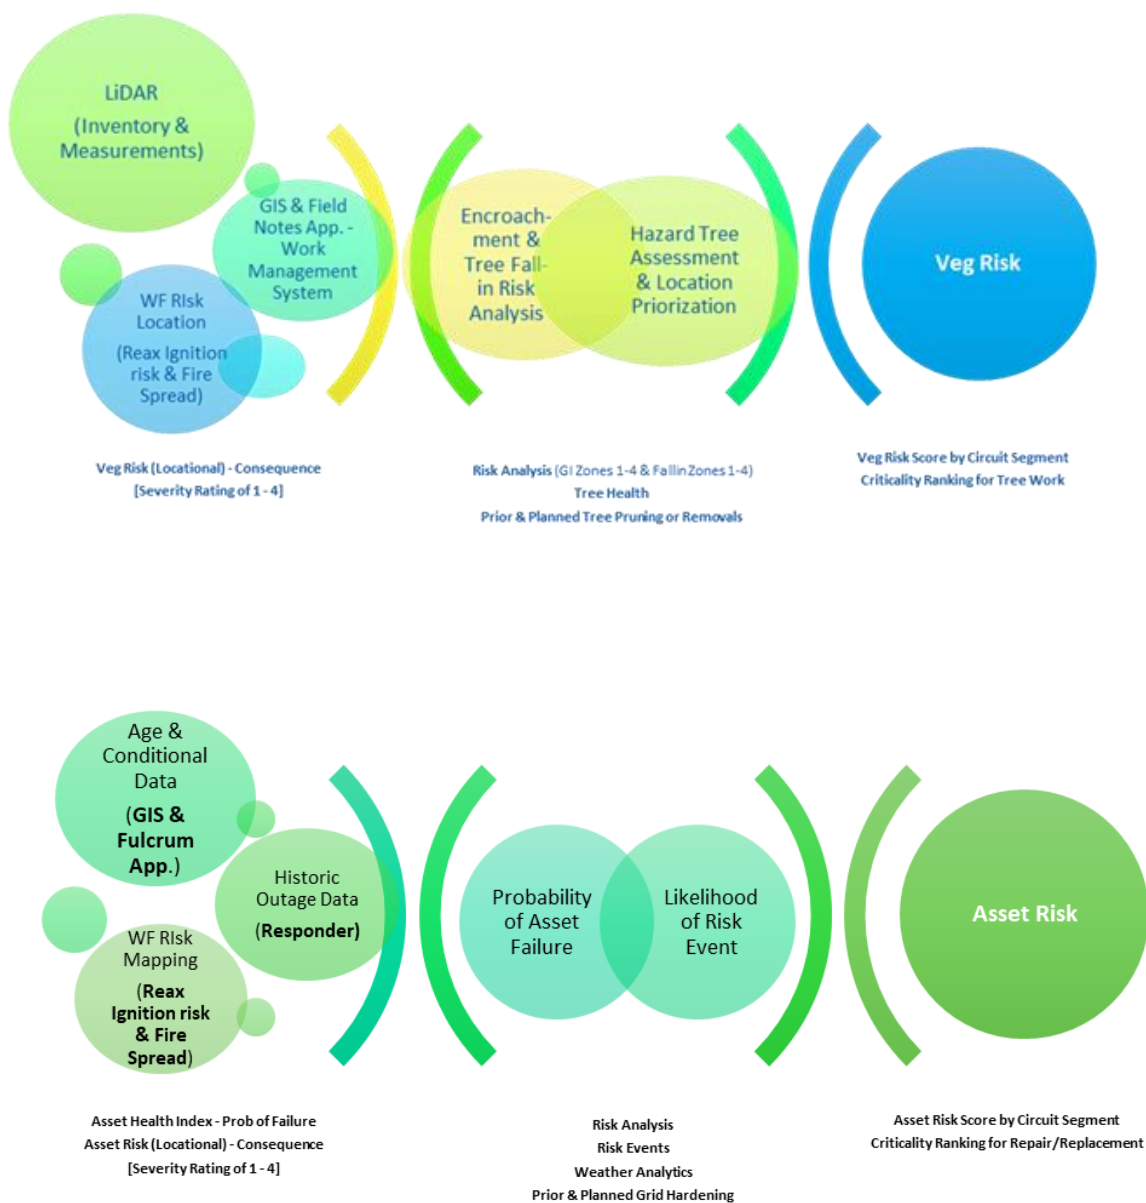 LiDAR
(Inventory &
Measurements)
GIS & Field
Notes App. -
Work
Management
System
WF RIsk
Location
(Reax Ignition
risk & Fire
Spread)
Encroach-
ment &
Tree Fall-
in Risk
Analysis
Hazard Tree
Assessment
& Location
Priorization
Veg Risk
Veg Risk (Locational) - Consequence
[Severity Rating of 1 - 4]
Risk Analysis (GI Zones 1-4 & Fallin Zones 1-4)
Tree Health
Prior & Planned Tree Pruning or Removals
Veg Risk Score by Circuit Segment
Criticality Ranking for Tree Work
Age &
Conditional
Data
(GIS &
Fulcrum
App.)
Historic
Outage Data
(Responder)
WF RIsk
Mapping
(Reax
Ignition risk
& Fire
Spread)
Probability
of Asset
Failure
Likelihood
of Risk
Event
Asset Risk
Asset Health Index - Prob of Failure
Asset Risk (Locational) - Consequence
[Severity Rating of 1 - 4]
Risk Analysis
Risk Events
Weather Analytics
Prior & Planned Grid Hardening
Asset Risk Score by Circuit Segment
Criticality Ranking for Repair/Replacement